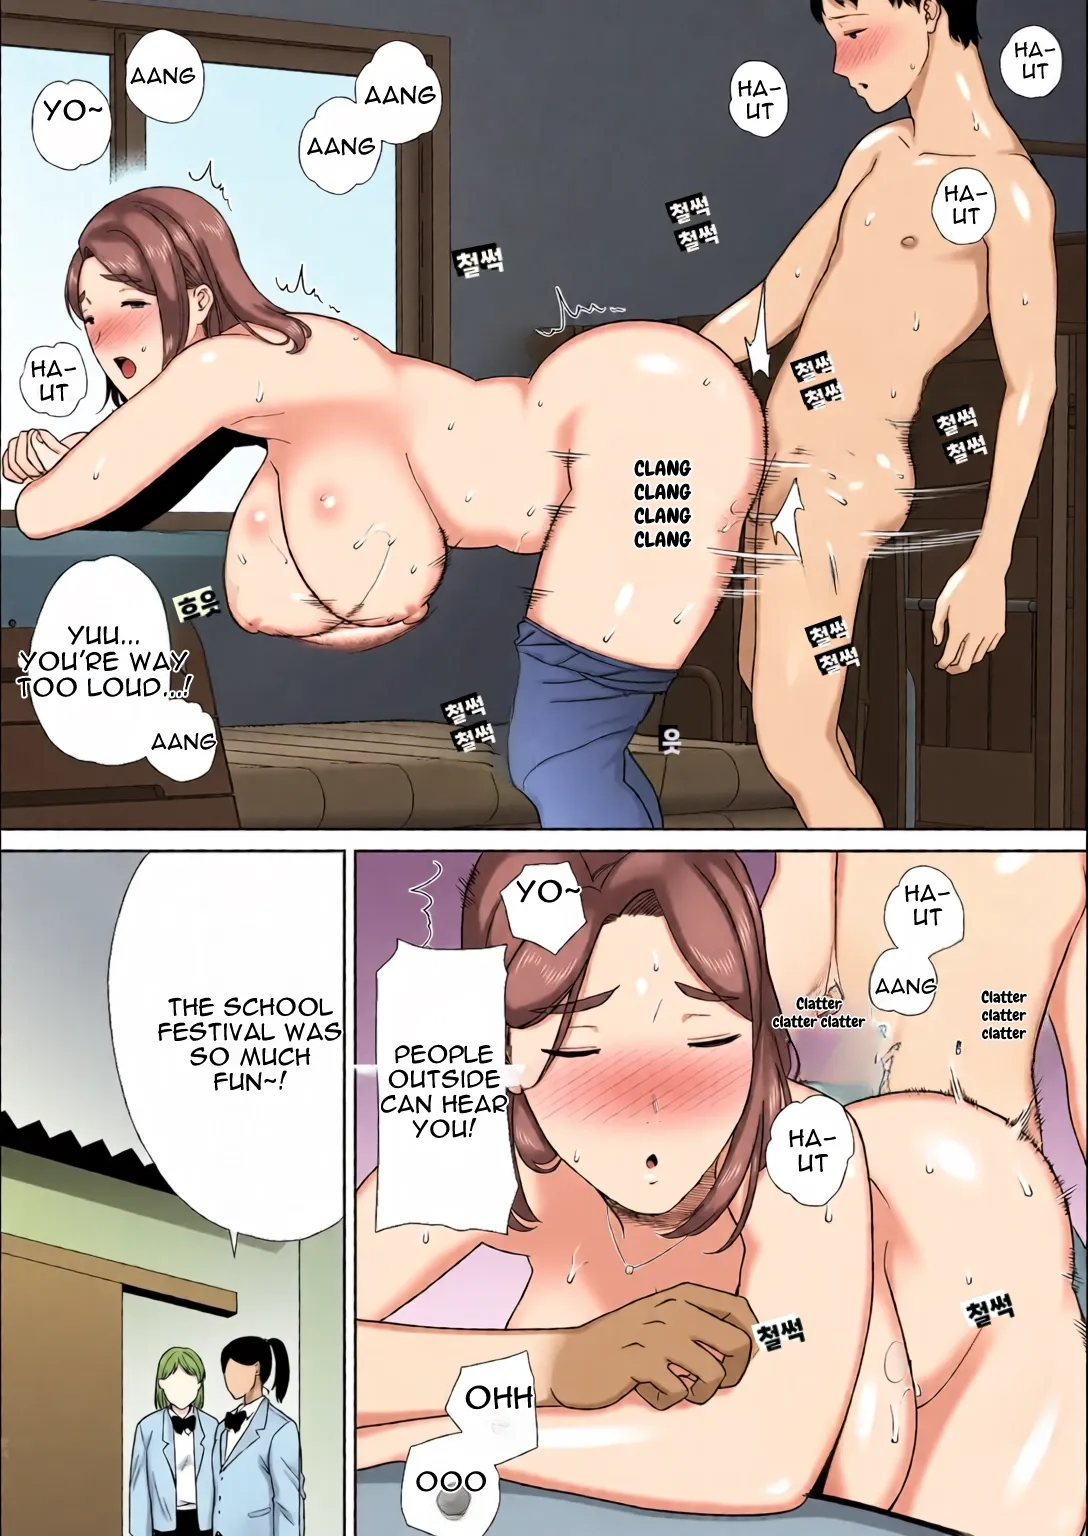 AANG
YO~
AANG
AANG
HA-
UT
HA-
UT
HA-
UT
철썩
철썩
철썩
HA-
UT
철썩
철썩
철썩
철썩
CLANG
CLANG
CLANG
CLANG
흐읏
YUU...
YOU'RE WAY
TOO LOUD...!
AANG
철썩
철썩
철썩
철썩
읏
THE SCHOOL
FESTIVAL WAS
SO MUCH
FUN~!
YO~
PEOPLE
OUTSIDE
CAN HEAR
YOU!
HA-
UT
AANG
Clatter
clatter clatter
Clatter
clatter
clatter
HA-
UT
철썩
철썩
OHH
OOO